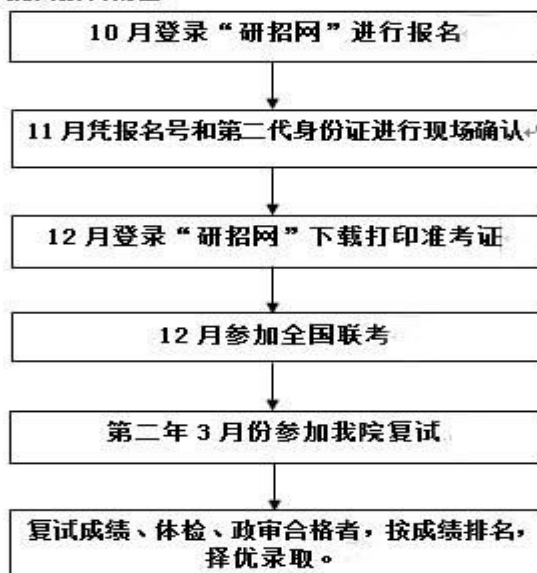 10月登录“研招网”进行报名
11月凭报名号和第二代身份证进行现场确认
12月登录“研招网”下载打印准考证
12月参加全国联考
第二年3月份参加我院复试
复试成绩、体检、政审合格者，按成绩排名，
择优录取。